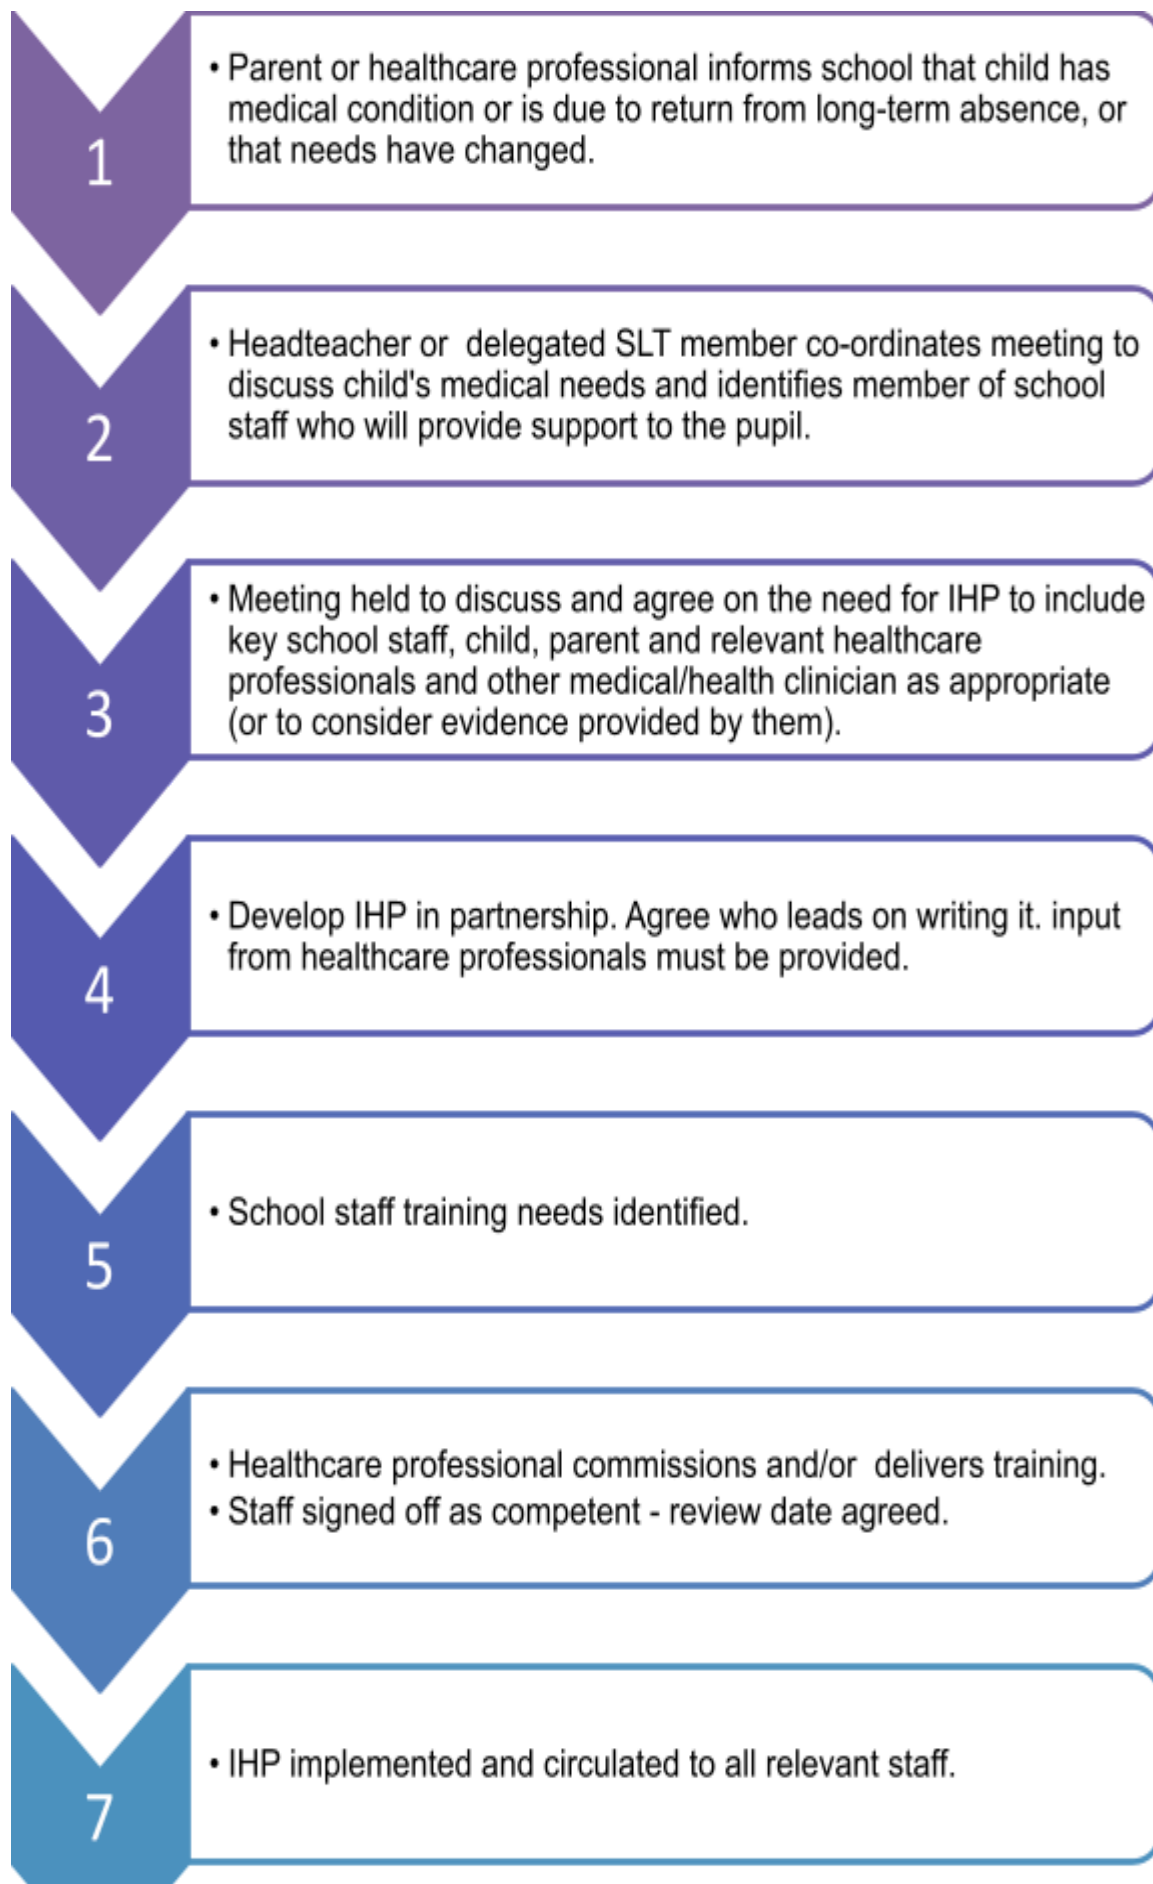 1
• Parent or healthcare professional informs school that child has
medical condition or is due to return from long-term absence, or
that needs have changed.
2
• Headteacher or  delegated SLT member co-ordinates meeting to
discuss child's medical needs and identifies member of school
staff who will provide support to the pupil.
3
• Meeting held to discuss and agree on the need for IHP to include
key school staff, child, parent and relevant healthcare
professionals and other medical/health clinician as appropriate
(or to consider evidence provided by them).
4
• Develop IHP in partnership. Agree who leads on writing it. input
from healthcare professionals must be provided.
5
• School staff training needs identified.
6
• Healthcare professional commissions and/or  delivers training.
• Staff signed off as competent - review date agreed.
7
• IHP implemented and circulated to all relevant staff.